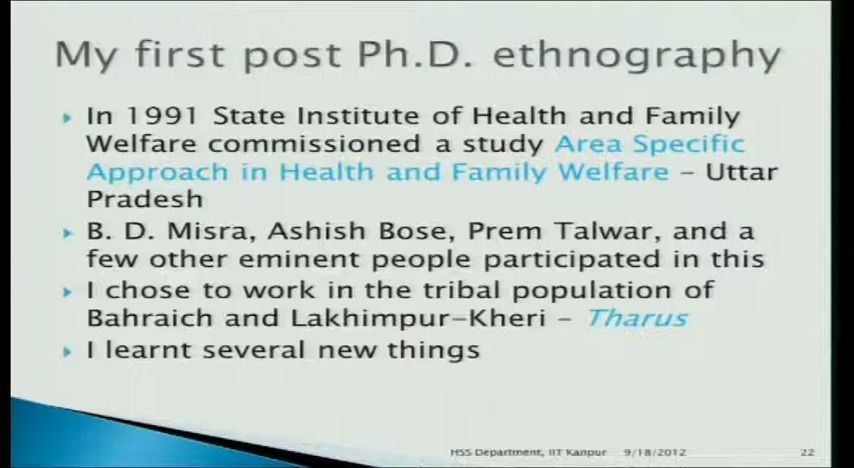 My first post Ph.D. ethnography
In 1991 State Institute of Health and Family
Welfare commissioned a study Area Specific
Approach in Health and Family Welfare – Uttar
Pradesh
B. D. Misra, Ashish Bose, Prem Talwar, and a
few other eminent people participated in this
I chose to work in the tribal population of
Bahraich and Lakhimpur-Kheri – Tharus
I learnt several new things
HSS Department, IIT Kanpur 9/18/2012 22